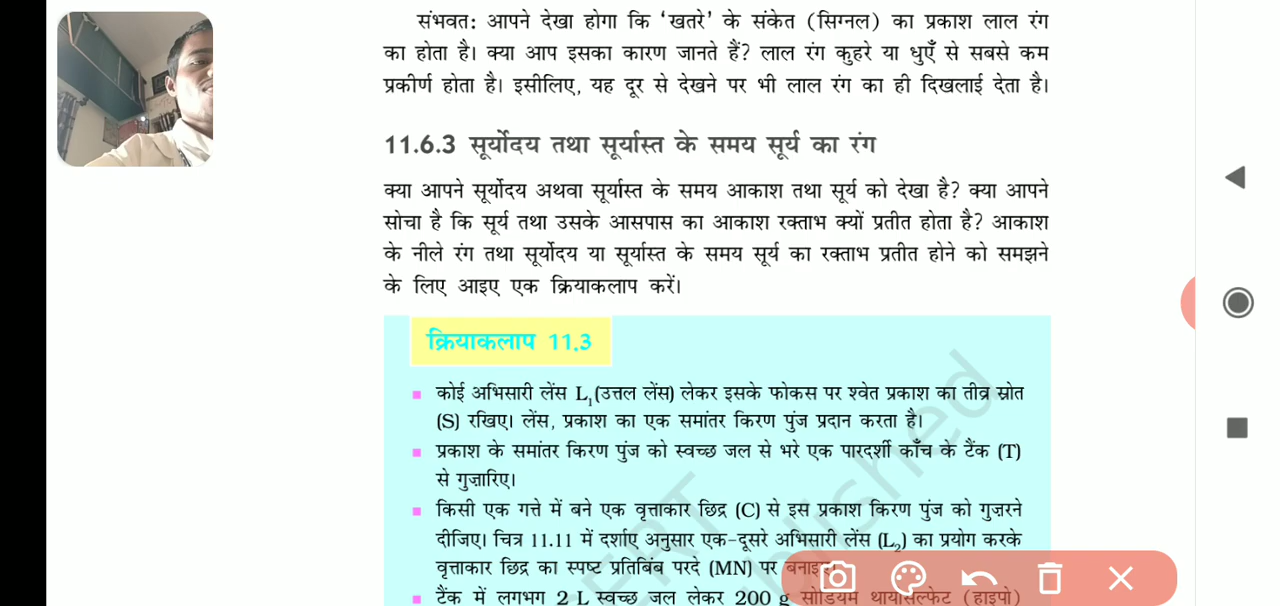 संभवत: आपने देखा होगा कि ‘खतरे’ के संकेत (सिग्नल) का प्रकाश लाल रंग
का होता है। क्या आप इसका कारण जानते हैं? लाल रंग कुहरे या धुएँ से सबसे कम
प्रकीर्ण होता है। इसीलिए, यह दूर से देखने पर भी लाल रंग का ही दिखलाई देता है।
11.6.3 सूर्योदय तथा सूर्यास्त के समय सूर्य का रंग
क्या आपने सूर्योदय अथवा सूर्यास्त के समय आकाश तथा सूर्य को देखा है? क्या आपने
सोचा है कि सूर्य तथा उसके आसपास का आकाश रक्ताभ क्यों प्रतीत होता है? आकाश
के नीले रंग तथा सूर्योदय या सूर्यास्त के समय सूर्य का रक्ताभ प्रतीत होने को समझने
के लिए आइए एक क्रियाकलाप करें।
क्रियाकलाप 11.3
कोई अभिसारी लेंस L1 (उत्तल लेंस) लेकर इसके फोकस पर श्वेत प्रकाश का तीव्र स्रोत
(S) रखिए। लेंस, प्रकाश का एक समांतर किरण पुंज प्रदान करता है।
प्रकाश के समांतर किरण पुंज को स्वच्छ जल से भरे एक पारदर्शी काँच के टैंक (T)
से गुज़ारिए।
किसी एक गत्ते में बने एक वृत्ताकार छिद्र (C) से इस प्रकाश किरण पुंज को गुज़रने
दीजिए। चित्र 11.11 में दर्शाए अनुसार एक-दूसरे अभिसारी लेंस (L2) का प्रयोग करके
वृत्ताकार छिद्र का स्पष्ट प्रतिबिंब परदे (MN) पर बनाइए।
टैंक में लगभग 2 L स्वच्छ जल लेकर 200 g सोडियम थायोसल्फेट (हाइपो)